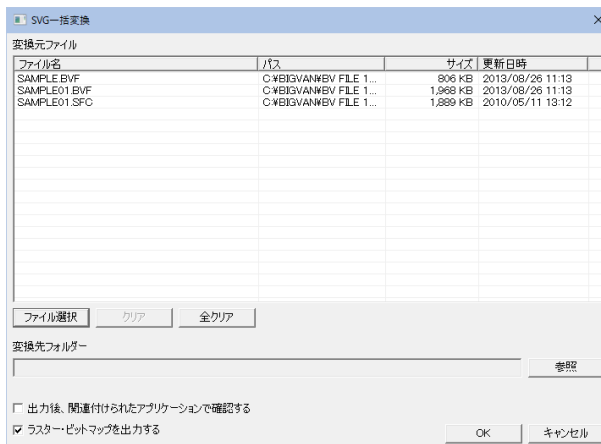 SVG一括変換
変換元ファイル
ファイル名 パス サイズ 更新日時
SAMPLE.BVF C:¥BIGVAN¥BV FILE 1... 806 KB 2013/08/26 11:13
SAMPLE01.BVF C:¥BIGVAN¥BV FILE 1... 1,968 KB 2013/08/26 11:13
SAMPLE01.SFC C:¥BIGVAN¥BV FILE 1... 1,889 KB 2010/05/11 13:12
ファイル選択 クリア 全クリア
変換先フォルダー
参照
出力後、関連付けられたアプリケーションで確認する
ラスター・ビットマップを出力する
OK キャンセル